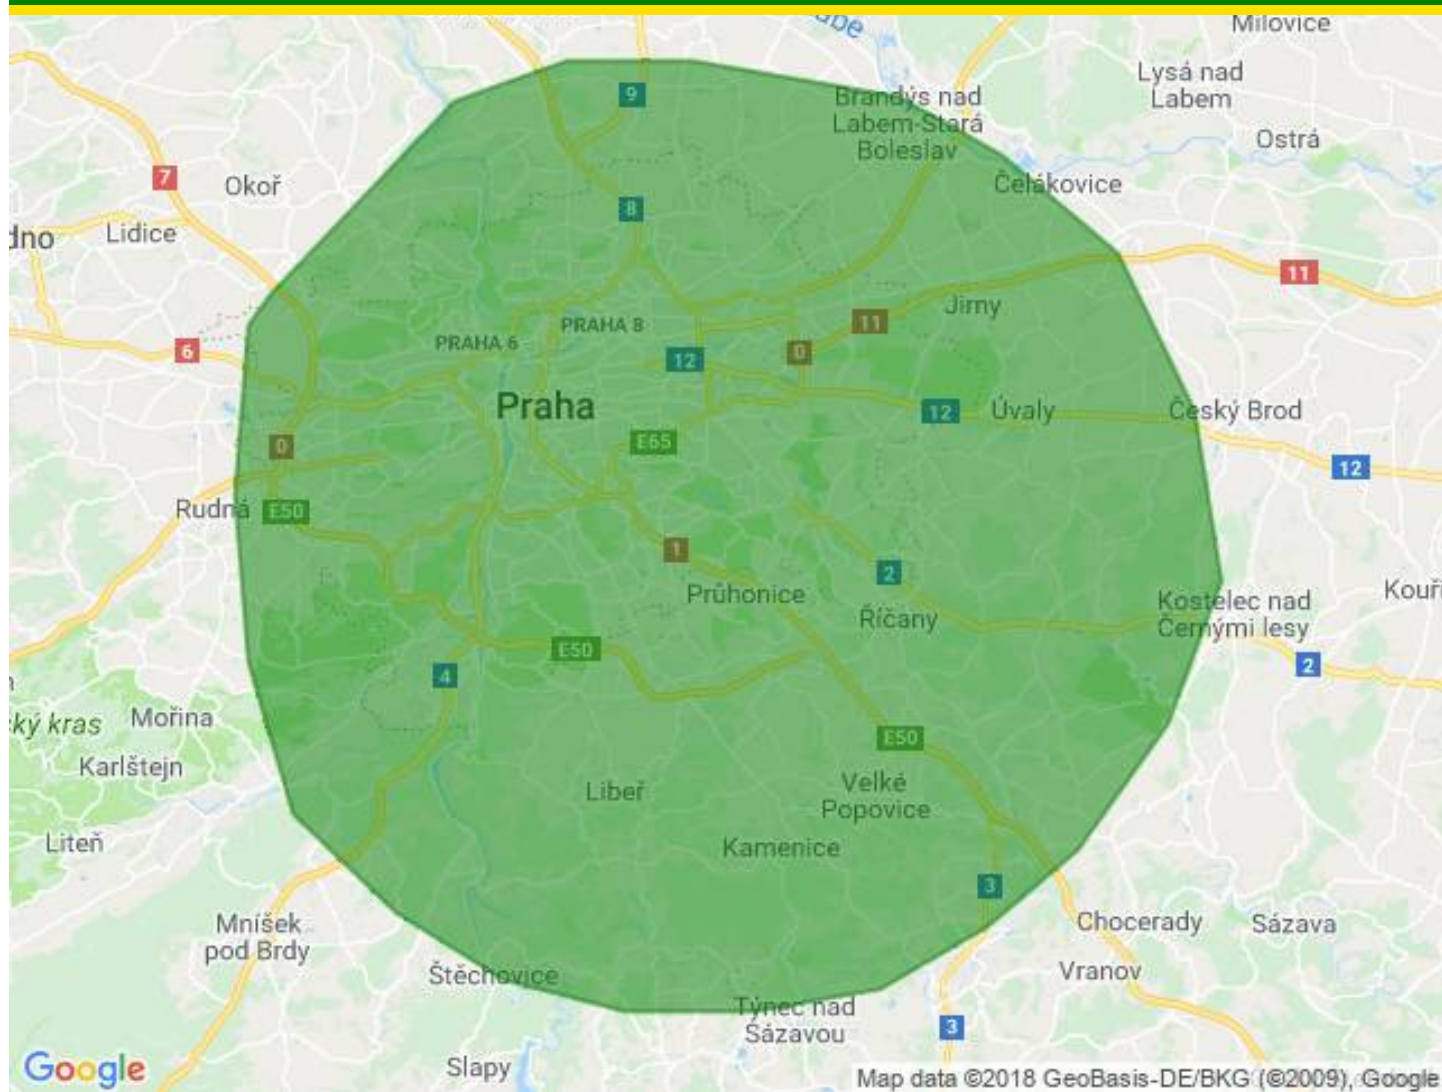 Milovice
Lysá nad
Labem
9
Brandýs nad
Labem-Stará
Boleslav
Ostrá
7
Okoř
Čelákovice
8
dno
Lidice
11
Jirny
11
PRAHA 8
PRAHA 6
6
12
0
Praha
12
Úvaly
Český Brod
0
E65
12
Rudná
E50
1
2
Průhonice
Kostelec nad
Černými lesy
Kouři
Říčany
E50
2
4
Mořina
ký kras
E50
Karlštejn
Libeř
Velké
Popovice
Liteň
Kamenice
3
Mníšek
pod Brdy
Chocerady
Sázava
Štěchovice
Vranov
Týnec nad
Sázavou
3
Slapy
Google
Map data ©2018 GeoBasis-DE/BKG (©2009), Google